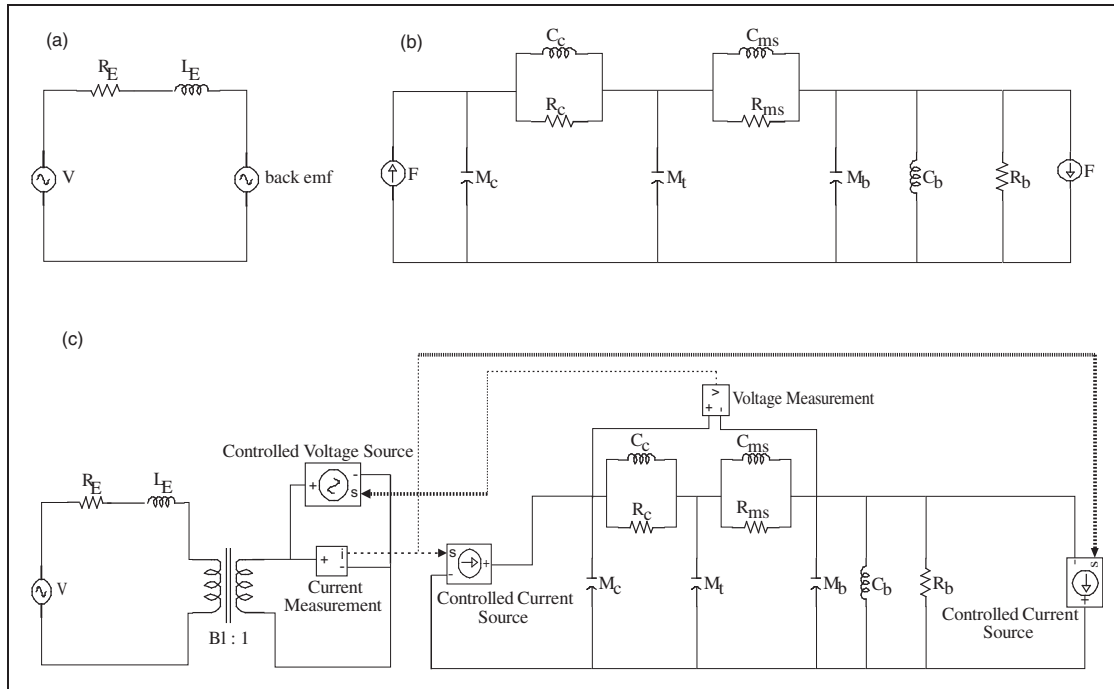 (a)
R_E
L_E
V
back emf
(b)
C_c
C_ms
R_c
R_ms
F
M_c
M_t
M_b
C_b
R_b
F
(c)
V
+ -
Voltage Measurement
Controlled Voltage Source
C_c
C_ms
R_E
L_E
+
-
s
R_c
R_ms
V
+
i
-
Current
Measurement
Bl : 1
s
-
+
Controlled Current
Source
M_c
M_t
M_b
C_b
R_b
-
s
+
Controlled Current
Source